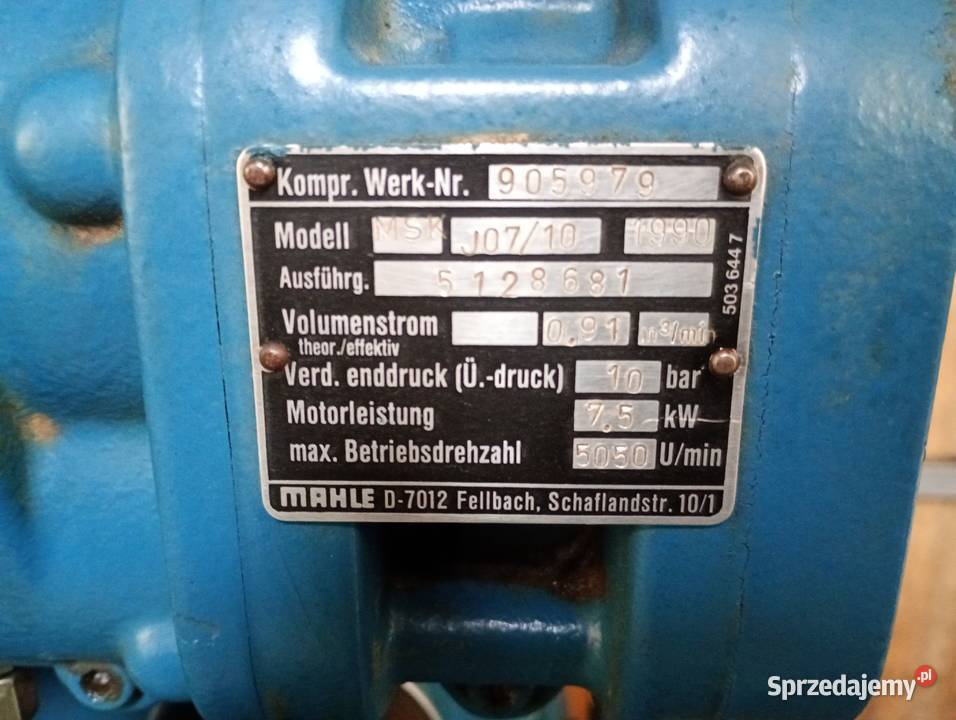 Kompr. Werk-Nr. 905979
Modell MSK J07/10 1990
Ausführg. 5128681
Volumenstrom 0,91 m³/min
theor./effektiv
Verd. enddruck (Ü.-druck) 10 bar
Motorleistung 7,5 kW
max. Betriebsdrehzahl 5050 U/min
MAHLE D-7012 Fellbach, Schaflandstr. 10/1
503 644 7
Sprzedajemy.pl